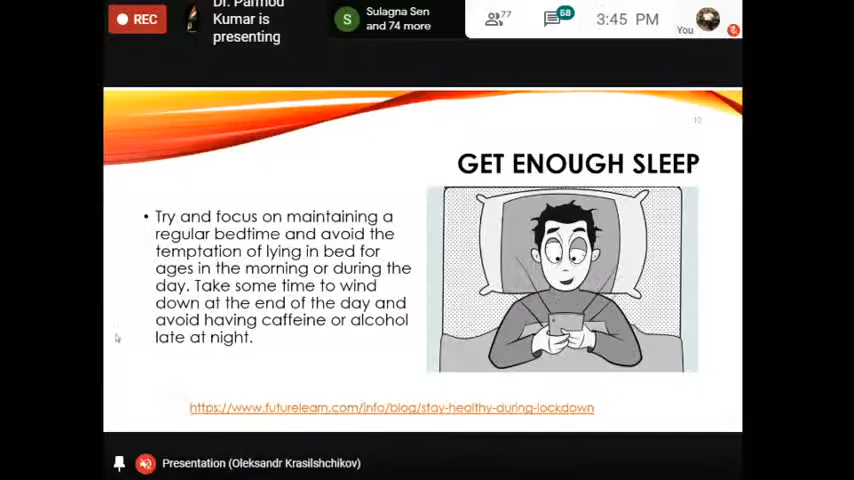 REC
Dr. Parmod
Kumar is
presenting
S
Sulagna Sen
and 74 more
77
58
3:45 PM
You
10
GET ENOUGH SLEEP
• Try and focus on maintaining a
regular bedtime and avoid the
temptation of lying in bed for
ages in the morning or during the
day. Take some time to wind
down at the end of the day and
avoid having caffeine or alcohol
late at night.
https://www.futurelearn.com/info/blog/stay-healthy-during-lockdown
Presentation (Oleksandr Krasilshchikov)